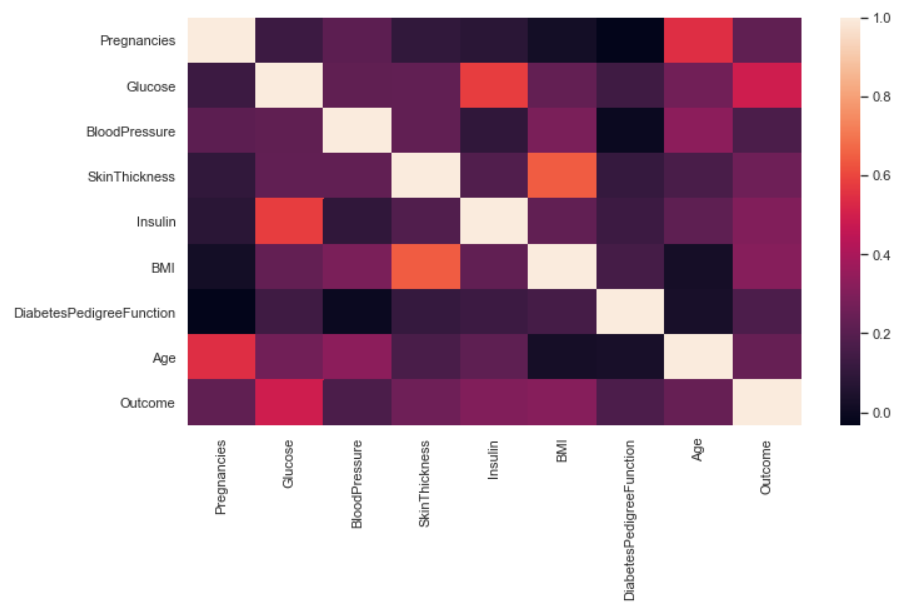 Pregnancies
Glucose
BloodPressure
SkinThickness
Insulin
BMI
DiabetesPedigreeFunction
Age
Outcome
Pregnancies
Glucose
BloodPressure
SkinThickness
Insulin
BMI
DiabetesPedigreeFunction
Age
Outcome
1.0
0.8
0.6
0.4
0.2
0.0